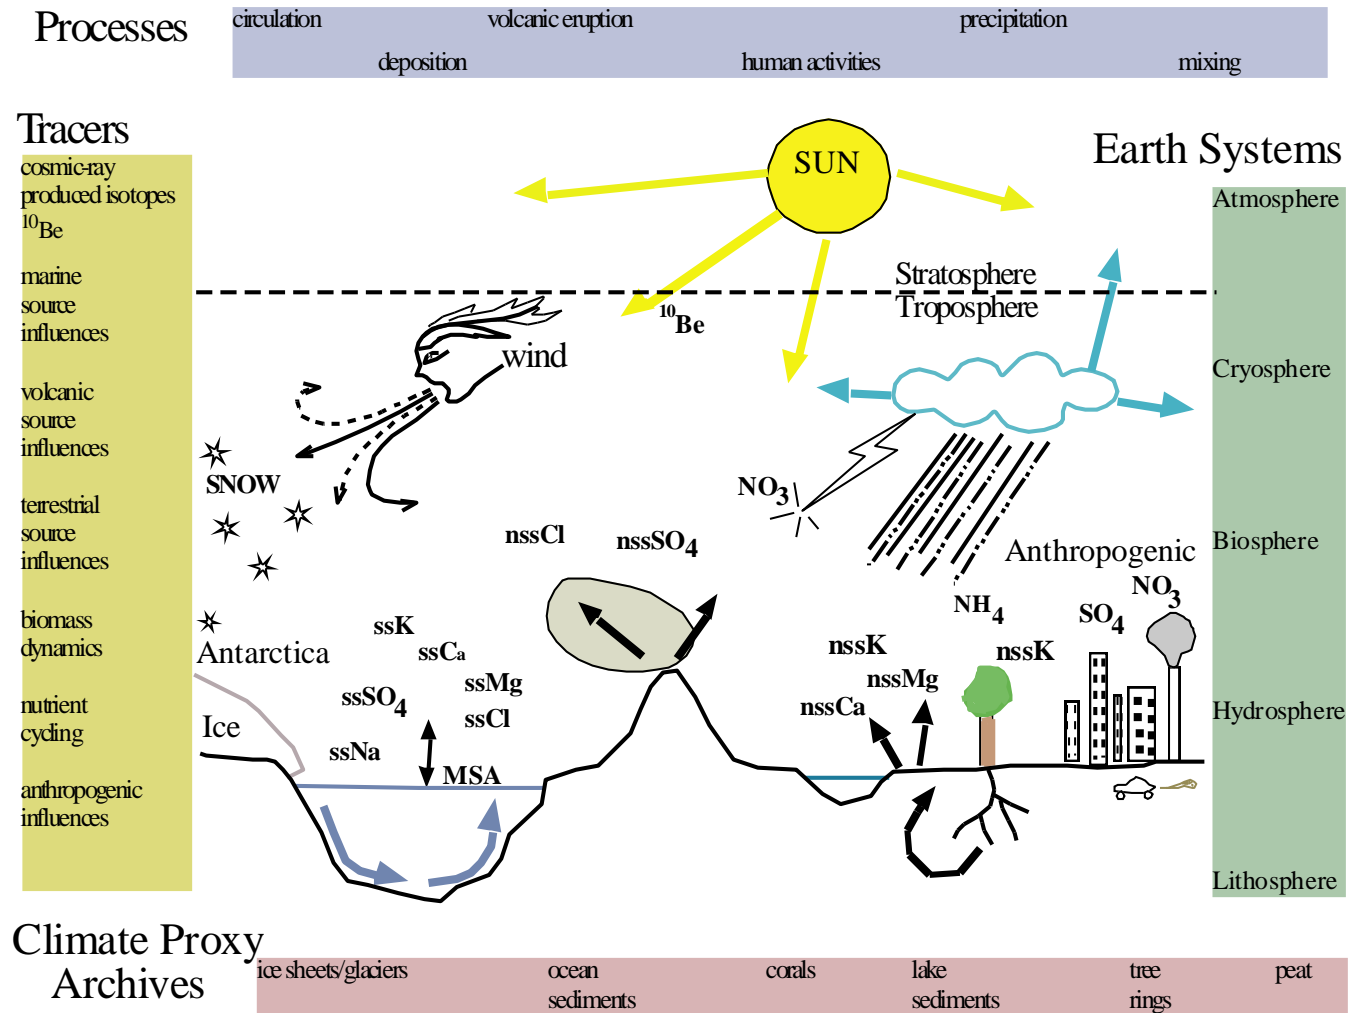 Processes
circulation
volcanic eruption
precipitation
deposition
human activities
mixing
Tracers
cosmic-ray
produced isotopes
10Be
marine
source
influences
volcanic
source
influences
terrestrial
source
influences
biomass
dynamics
nutrient
cycling
anthropogenic
influences
SUN
Stratosphere
Troposphere
10Be
wind
SNOW
NO3
nssCl
nssSO4
Anthropogenic
NO3
NH4
SO4
ssK
ssCa
Antarctica
nssK
nssK
ssMg
nssMg
ssSO4
ssCl
nssCa
Ice
ssNa
MSA
Earth Systems
Atmosphere
Cryosphere
Biosphere
Hydrosphere
Lithosphere
Climate Proxy
Archives
ice sheets/glaciers
ocean
sediments
corals
lake
sediments
tree
rings
peat